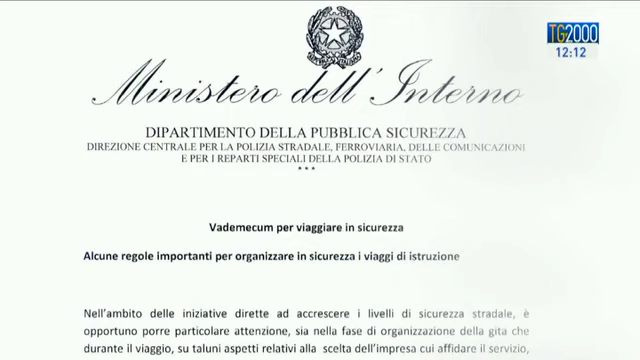 TG2000
12:12
Ministero dell'Interno
DIPARTIMENTO DELLA PUBBLICA SICUREZZA
DIREZIONE CENTRALE PER LA POLIZIA STRADALE, FERROVIARIA, DELLE COMUNICAZIONI
E PER I REPARTI SPECIALI DELLA POLIZIA DI STATO
***
Vademecum per viaggiare in sicurezza
Alcune regole importanti per organizzare in sicurezza i viaggi di istruzione
Nell'ambito delle iniziative dirette ad accrescere i livelli di sicurezza stradale, è
opportuno porre particolare attenzione, sia nella fase di organizzazione della gita che
durante il viaggio, su taluni aspetti relativi alla scelta dell'impresa cui affidare il servizio,